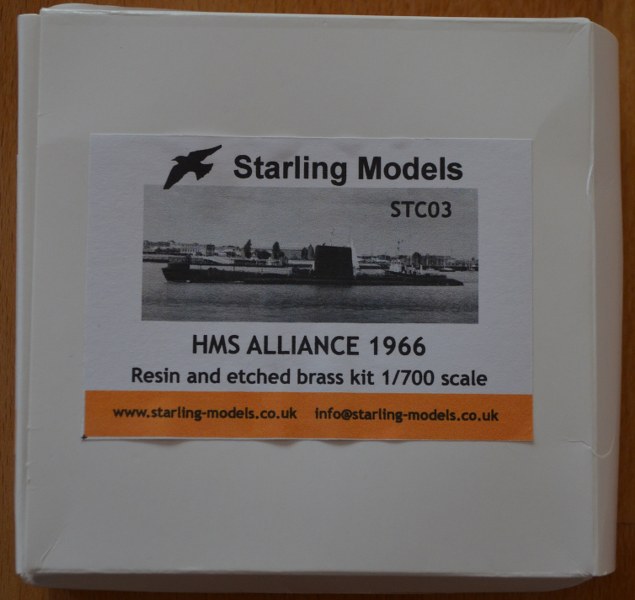 Starling Models
STC03
HMS ALLIANCE 1966
Resin and etched brass kit 1/700 scale
www.starling-models.co.uk info@starling-models.co.uk